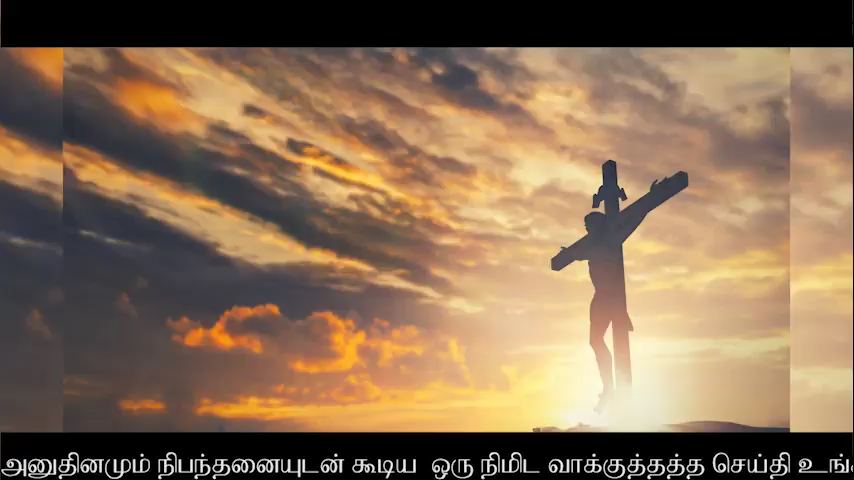 அனுதினமும் நிபந்தனையுடன் கூடிய ஒரு நிமிட வாக்குத்தத்த செய்தி